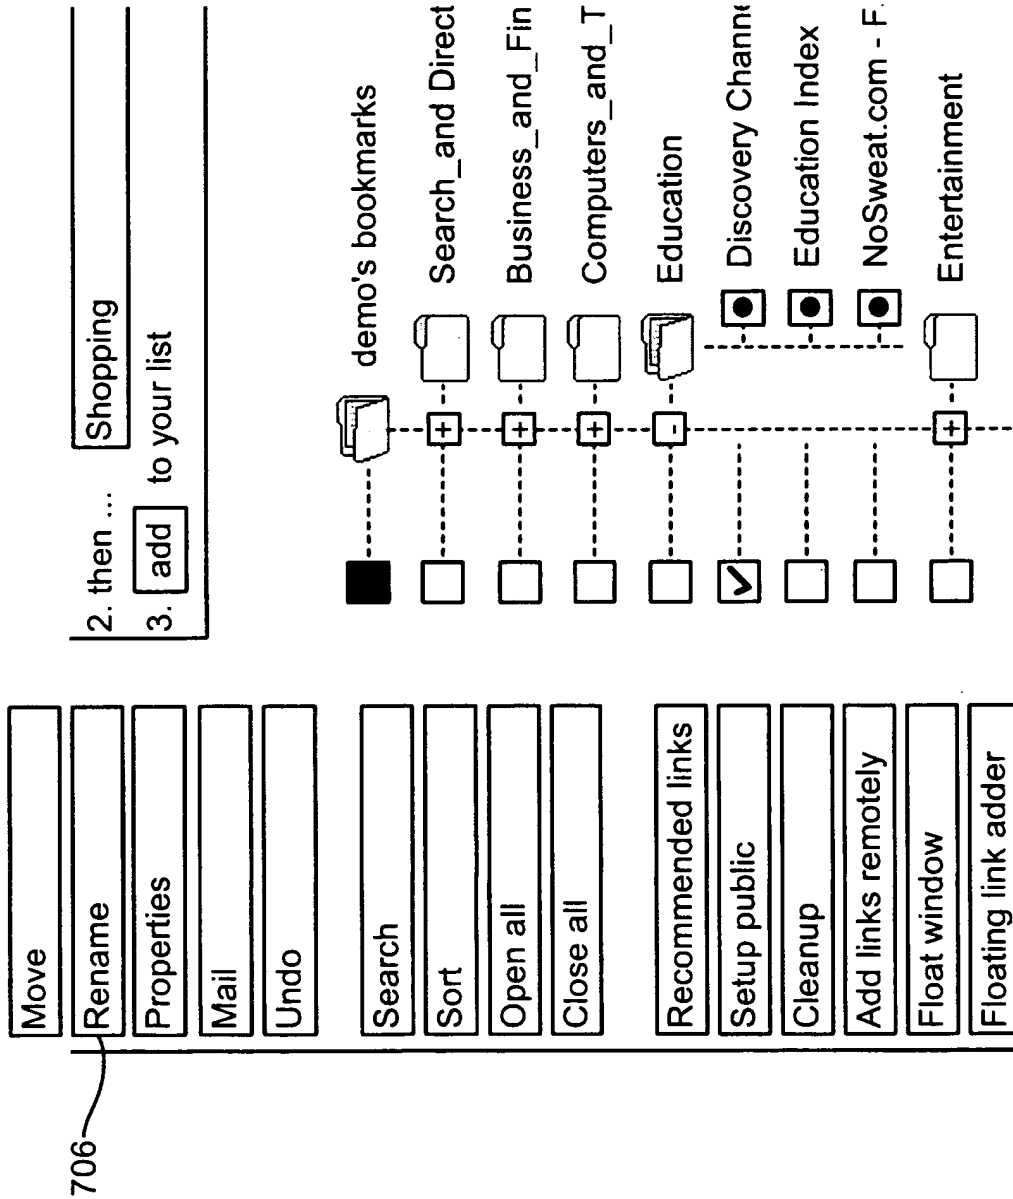 Move
706
Rename
Properties
Mail
Undo
Search
Sort
Open all
Close all
Recommended links
Setup public
Cleanup
Add links remotely
Float window
Floating link adder
2. then ... Shopping
3. add to your list
demo's bookmarks
+ Search_and Direct
+ Business_and_Fin
+ Computers_and_T
- Education
Discovery Chann
Education Index
NoSweat.com - F.
+ Entertainment